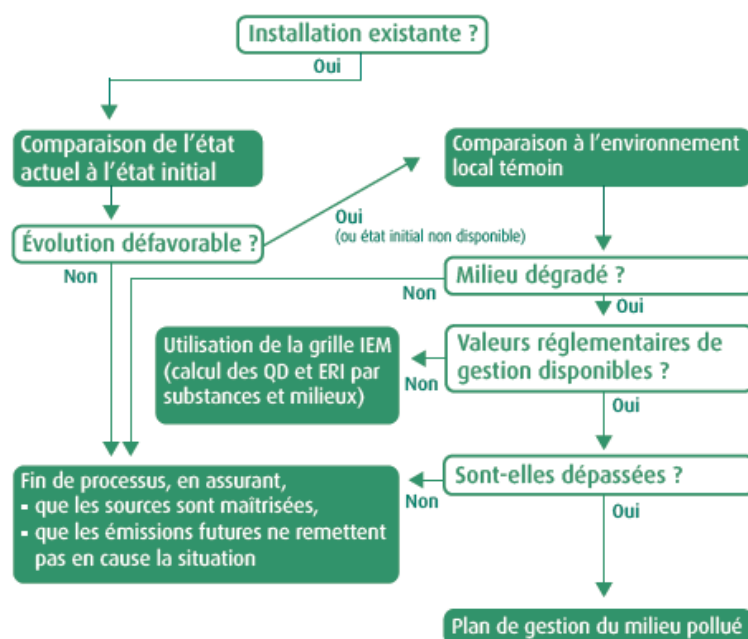 Installation existante ?
Oui
Comparaison de l'état
actuel à l'état initial
Comparaison à l'environnement
local témoin
Oui
(ou état initial non disponible)
Évolution défavorable ?
Non
Milieu dégradé ?
Non
Oui
Utilisation de la grille IEM
(calcul des QD et ERI par
substances et milieux)
Valeurs réglementaires de
gestion disponibles ?
Non
Oui
Fin de processus, en assurant,
- que les sources sont maîtrisées,
- que les émissions futures ne remettent
pas en cause la situation
Sont-elles dépassées ?
Non
Oui
Plan de gestion du milieu pollué